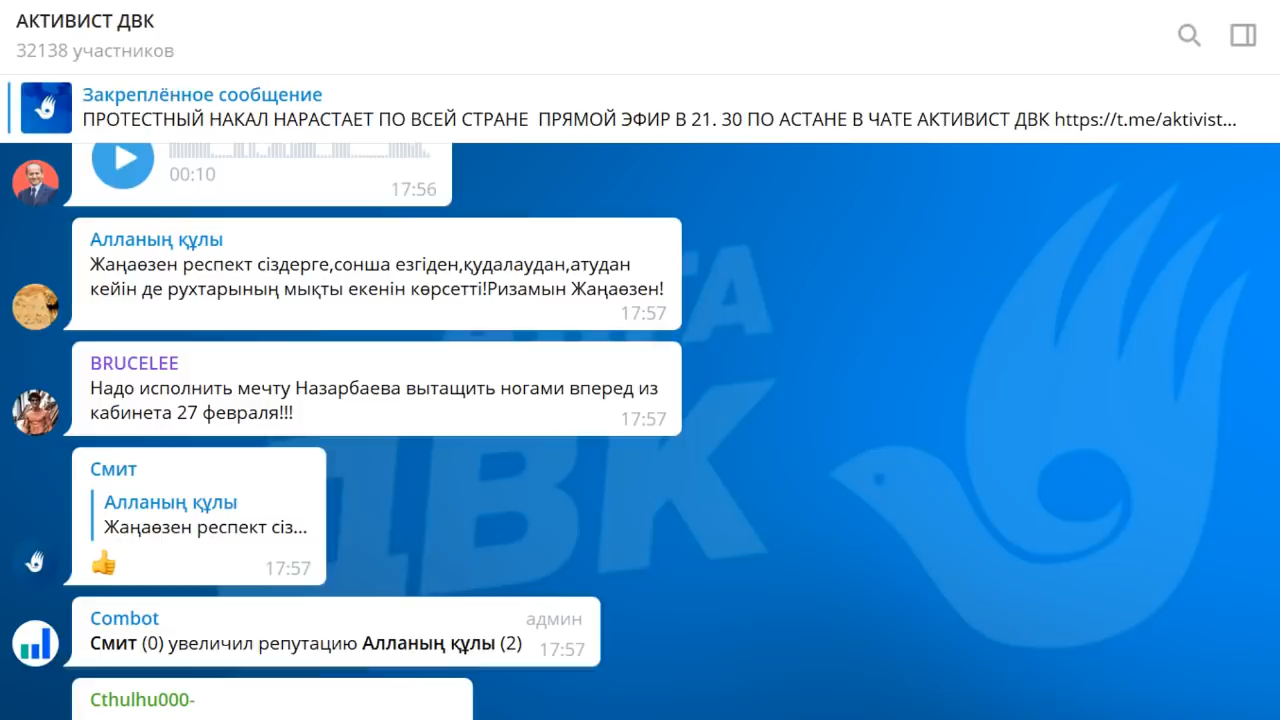 АКТИВИСТ ДВК
32138 участников
Закреплённое сообщение
ПРОТЕСТНЫЙ НАКАЛ НАРАСТАЕТ ПО ВСЕЙ СТРАНЕ ПРЯМОЙ ЭФИР В 21. 30 ПО АСТАНЕ В ЧАТЕ АКТИВИСТ ДВК https://t.me/aktivist...
00:10
17:56
Алланың құлы
Жаңаөзен респект сіздерге,сонша езгіден,қудалаудан,атудан
кейін де рухтарының мықты екенін көрсетті!Ризамын Жаңаөзен!
17:57
BRUCELEE
Надо исполнить мечту Назарбаева вытащить ногами вперед из
кабинета 27 февраля!!!
17:57
Смит
Алланың құлы
Жаңаөзен респект сіз...
👍
17:57
Combot
админ
Смит (0) увеличил репутацию Алланың құлы (2)
17:57
Cthulhu000-
ДВК